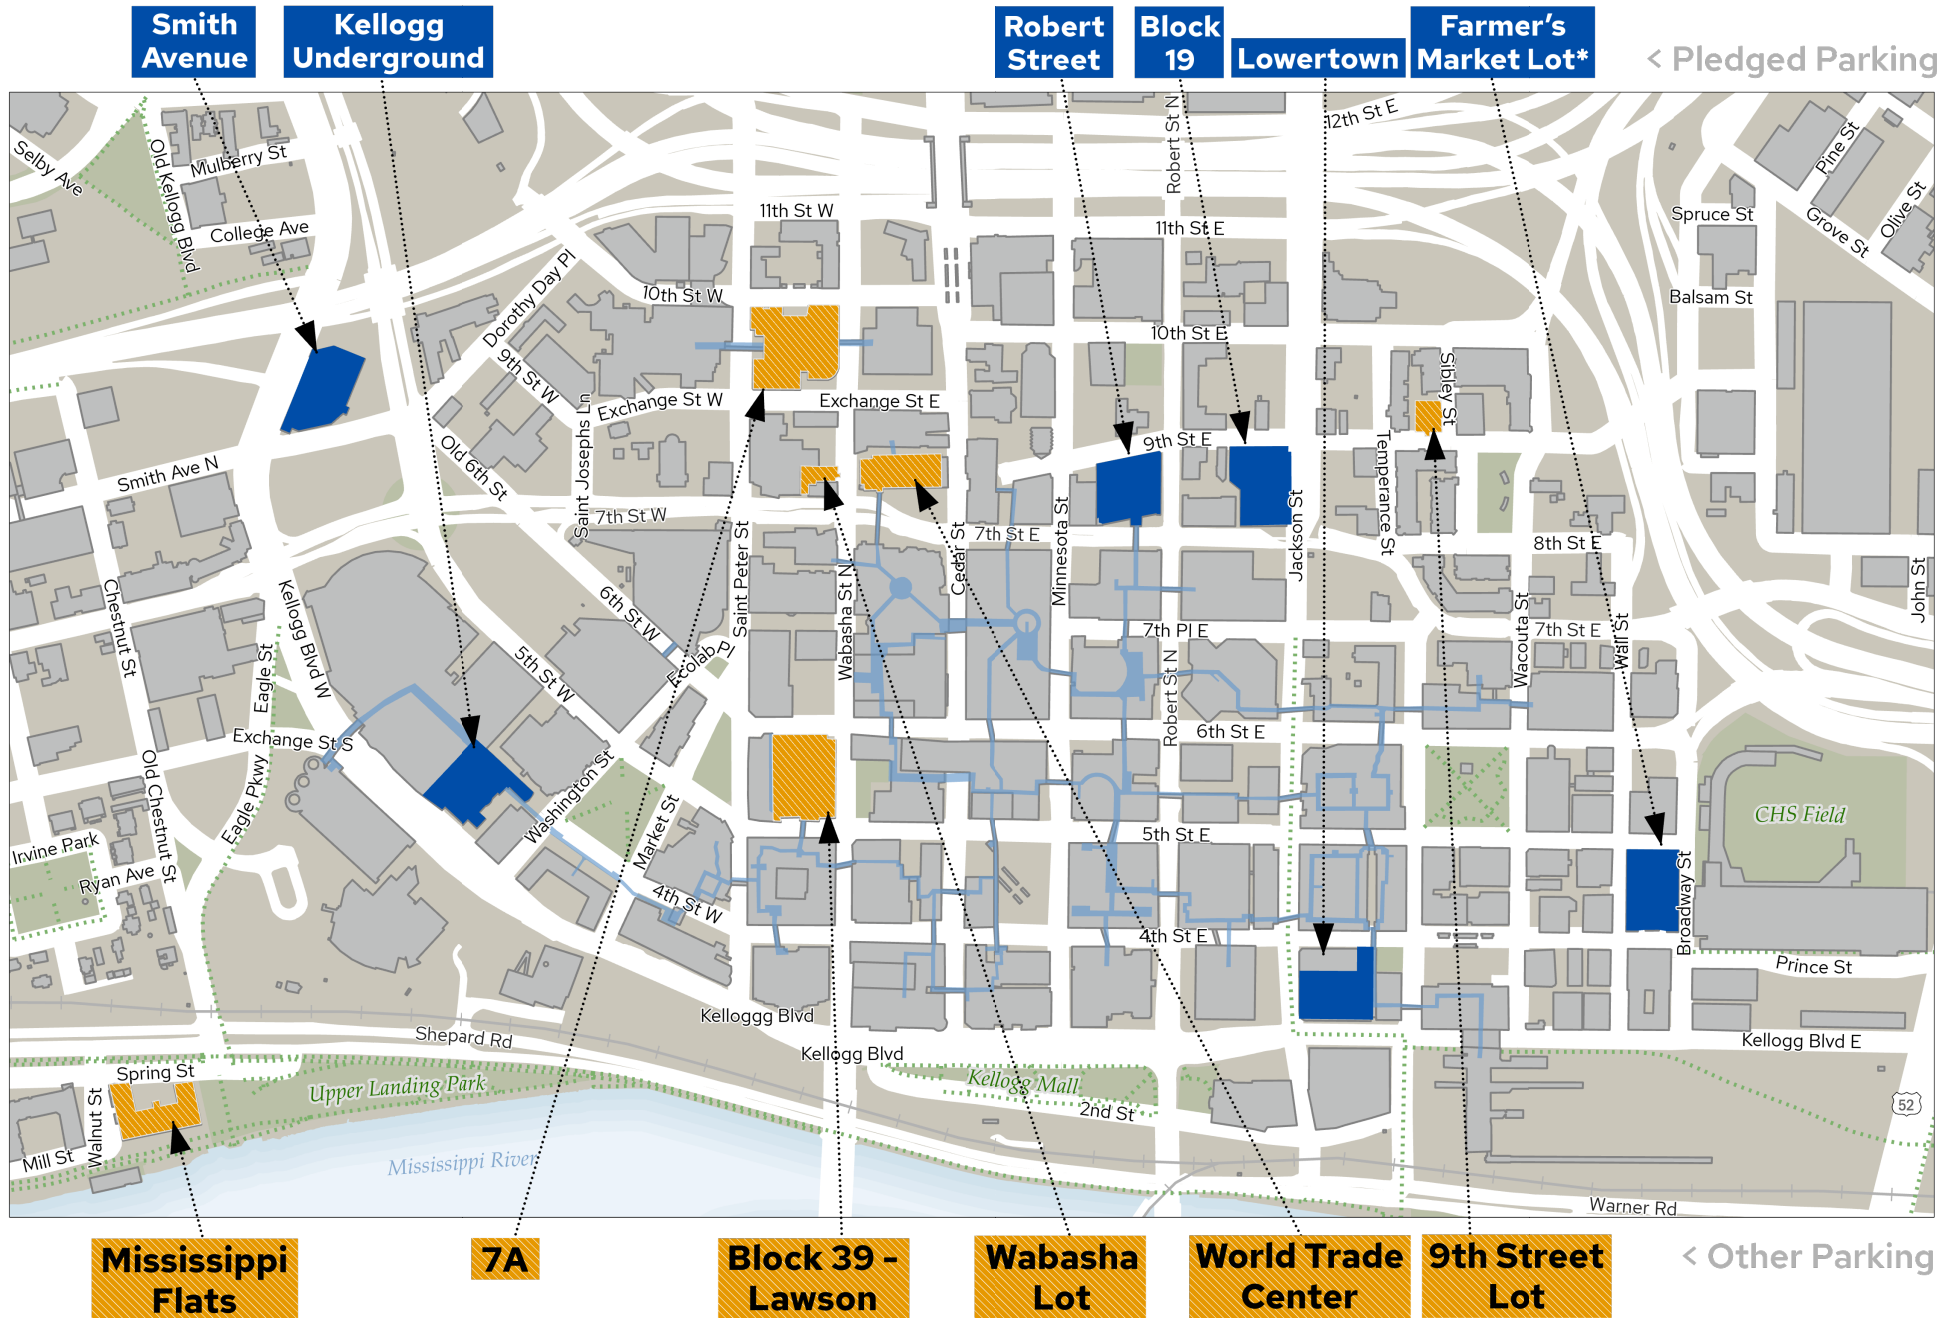 Smith
Avenue
Kellogg
Underground
Robert
Street
Block
19
Lowertown
Farmer's
Market Lot*
< Pledged Parking
Selby Ave
Old Kellogg Blvd
Mulberry St
College Ave
11th St W
10th St W
Dorothy Day Pl
9th St W
Exchange St W
Exchange St E
Robert St N
12th St E
11th St E
10th St E
9th St E
Sibley St
Pine St
Olive St
Grove St
Spruce St
Balsam St
Smith Ave N
Old 6th St
Saint Josephs Ln
7th St W
Saint Peter St
Wabasha St N
Cedar St
7th St E
Minnesota St
Jackson St
Temperance St
8th St E
John St
Chestnut St
Kellogg Blvd W
Eagle St
6th St W
5th St W
Ecolab Pl
7th Pl E
Robert St N
7th St E
Wacouta St
Wall St
Exchange St S
6th St E
Old Chestnut St
Eagle Pkwy
Washington St
Market St
5th St E
CHS Field
Irvine Park
Ryan Ave
4th St W
4th St E
Broadway St
Prince St
Kelloggg Blvd
Shepard Rd
Kellogg Blvd
Kellogg Blvd E
Spring St
Upper Landing Park
Kellogg Mall
2nd St
52
Walnut St
Mill St
Mississippi River
Warner Rd
Mississippi
Flats
7A
Block 39 -
Lawson
Wabasha
Lot
World Trade
Center
9th Street
Lot
< Other Parking